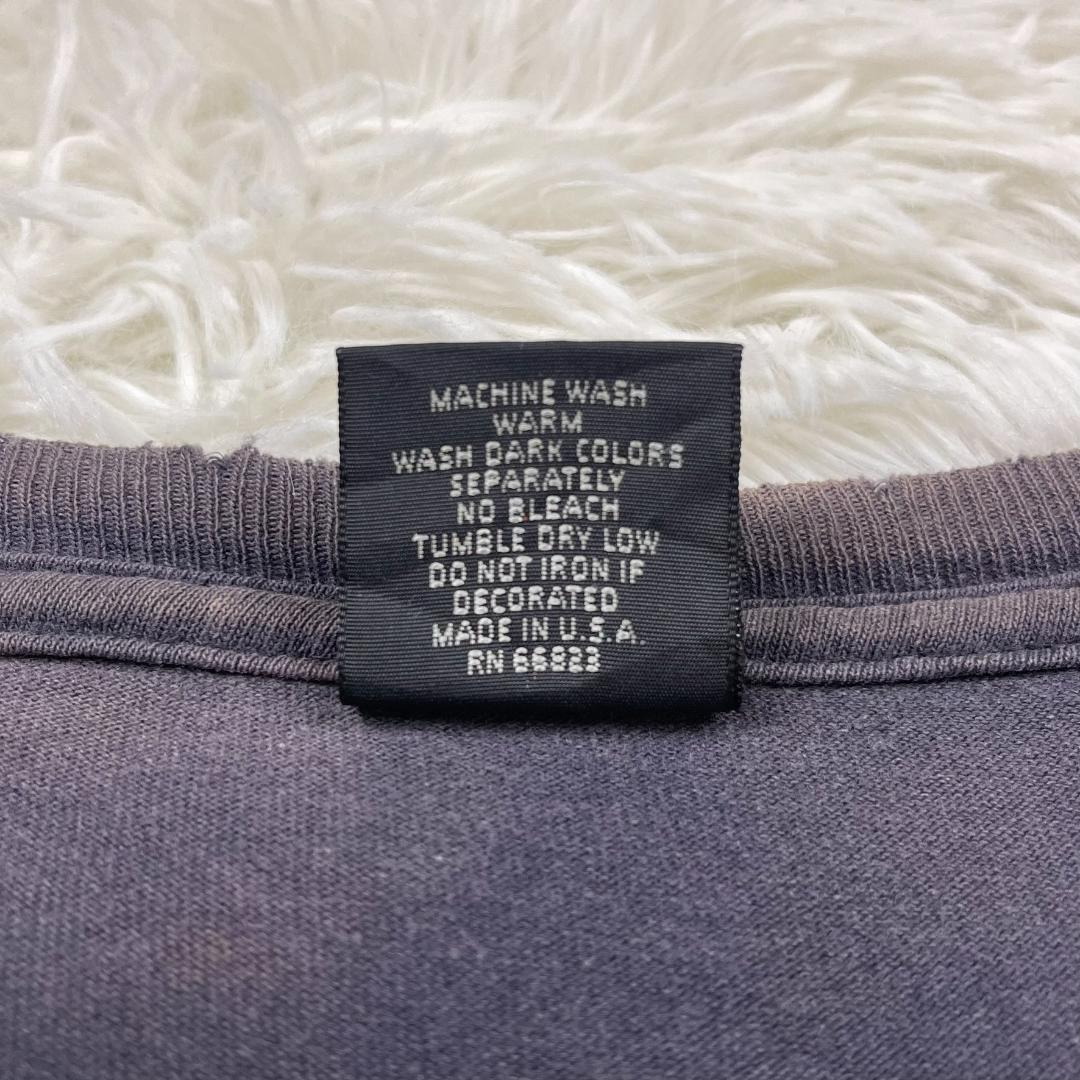 MACHINE WASH
WARM
WASH DARK COLORS
SEPARATELY
NO BLEACH
TUMBLE DRY LOW
DO NOT IRON IF
DECORATED
MADE IN U.S.A.
RN 66823